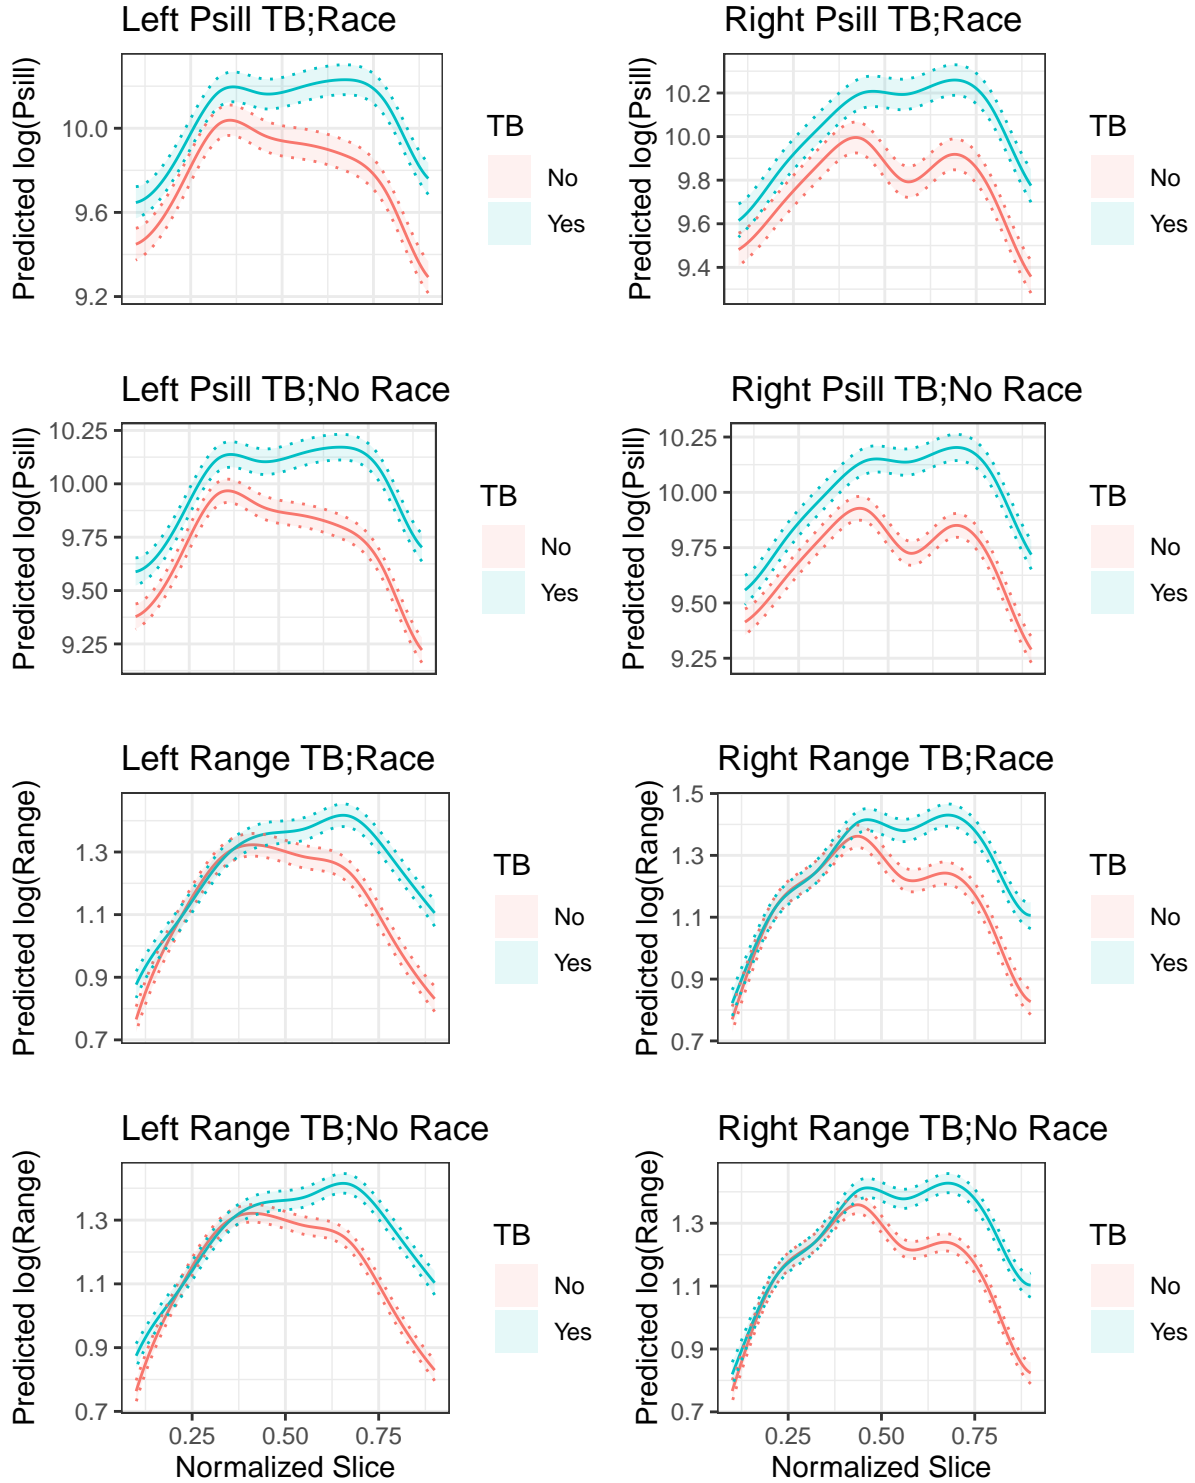 Left Psill TB;Race
Predicted log(Psill)
10.0
9.6
9.2
TB
No
Yes
Right Psill TB;Race
Predicted log(Psill)
10.2
10.0
9.8
9.6
9.4
TB
No
Yes
Left Psill TB;No Race
Predicted log(Psill)
10.25
10.00
9.75
9.50
9.25
TB
No
Yes
Right Psill TB;No Race
Predicted log(Psill)
10.25
10.00
9.75
9.50
9.25
TB
No
Yes
Left Range TB;Race
Predicted log(Range)
1.3
1.1
0.9
0.7
TB
No
Yes
Right Range TB;Race
Predicted log(Range)
1.5
1.3
1.1
0.9
0.7
TB
No
Yes
Left Range TB;No Race
Predicted log(Range)
1.3
1.1
0.9
0.7
0.25 0.50 0.75
Normalized Slice
TB
No
Yes
Right Range TB;No Race
Predicted log(Range)
1.3
1.1
0.9
0.7
0.25 0.50 0.75
Normalized Slice
TB
No
Yes